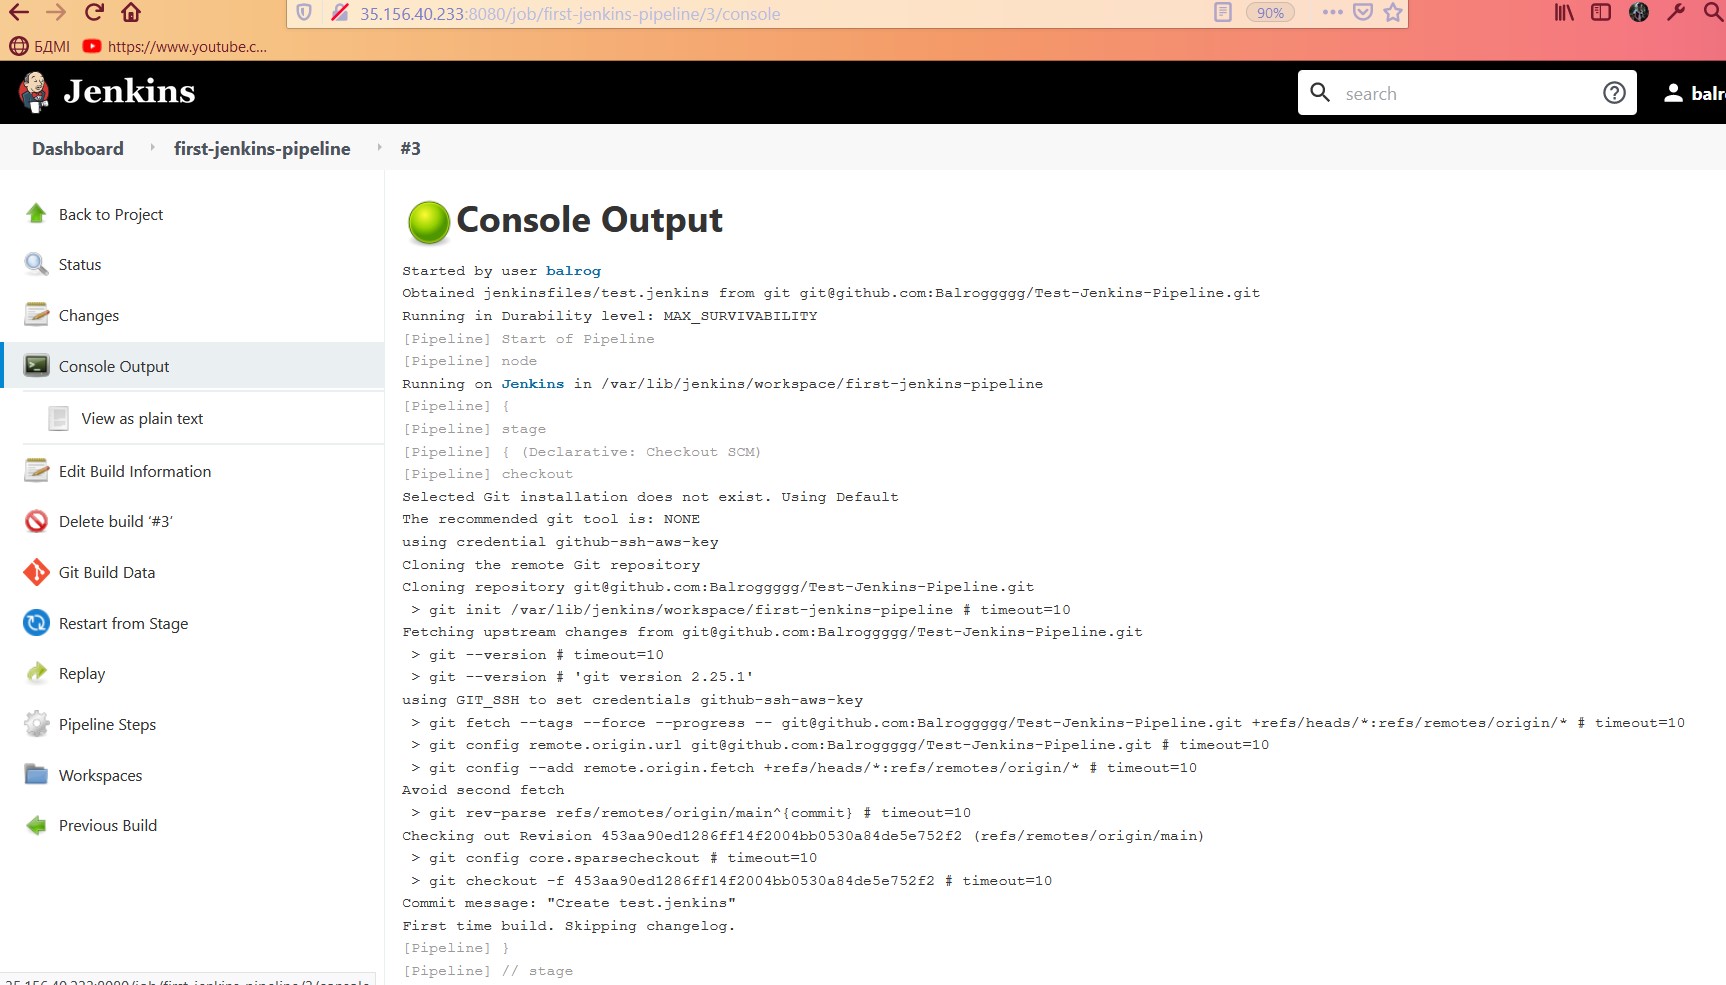 35.156.40.233:8080/job/first-jenkins-pipeline/3/console
90%
БДМІ
https://www.youtube.c...
Jenkins
search
balr
Dashboard
first-jenkins-pipeline
#3
Back to Project
Status
Changes
Console Output
View as plain text
Edit Build Information
Delete build '#3'
Git Build Data
Restart from Stage
Replay
Pipeline Steps
Workspaces
Previous Build
Console Output
Started by user balrog
Obtained jenkinsfiles/test.jenkins from git git@github.com:Balroggggg/Test-Jenkins-Pipeline.git
Running in Durability level: MAX_SURVIVABILITY
[Pipeline] Start of Pipeline
[Pipeline] node
Running on Jenkins in /var/lib/jenkins/workspace/first-jenkins-pipeline
[Pipeline] {
[Pipeline] stage
[Pipeline] { (Declarative: Checkout SCM)
[Pipeline] checkout
Selected Git installation does not exist. Using Default
The recommended git tool is: NONE
using credential github-ssh-aws-key
Cloning the remote Git repository
Cloning repository git@github.com:Balroggggg/Test-Jenkins-Pipeline.git
> git init /var/lib/jenkins/workspace/first-jenkins-pipeline # timeout=10
Fetching upstream changes from git@github.com:Balroggggg/Test-Jenkins-Pipeline.git
> git --version # timeout=10
> git --version # 'git version 2.25.1'
using GIT_SSH to set credentials github-ssh-aws-key
> git fetch --tags --force --progress -- git@github.com:Balroggggg/Test-Jenkins-Pipeline.git +refs/heads/*:refs/remotes/origin/* # timeout=10
> git config remote.origin.url git@github.com:Balroggggg/Test-Jenkins-Pipeline.git # timeout=10
> git config --add remote.origin.fetch +refs/heads/*:refs/remotes/origin/* # timeout=10
Avoid second fetch
> git rev-parse refs/remotes/origin/main^{commit} # timeout=10
Checking out Revision 453aa90ed1286ff14f2004bb0530a84de5e752f2 (refs/remotes/origin/main)
> git config core.sparsecheckout # timeout=10
> git checkout -f 453aa90ed1286ff14f2004bb0530a84de5e752f2 # timeout=10
Commit message: "Create test.jenkins"
First time build. Skipping changelog.
[Pipeline] }
[Pipeline] // stage